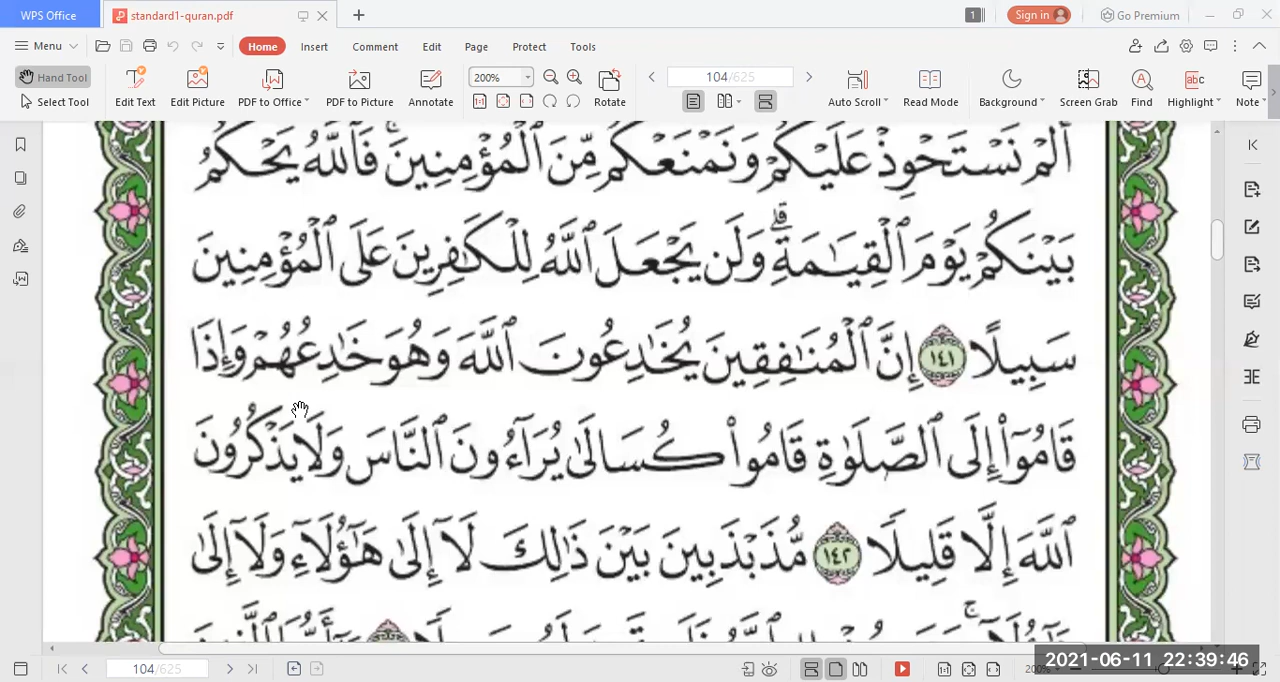 WPS Office
standard1-quran.pdf
1
Sign in
Go Premium
Menu
Home
Insert
Comment
Edit
Page
Protect
Tools
Hand Tool
Select Tool
Edit Text
Edit Picture
PDF to Office
PDF to Picture
Annotate
200%
Rotate
104/625
Auto Scroll
Read Mode
Background
Screen Grab
Find
Highlight
Note
أَلَمْ نَسْتَحْوِذْ عَلَيْكُمْ وَنَمْنَعْكُم مِّنَ ٱلْمُؤْمِنِينَۚ فَٱللَّهُ يَحْكُمُ
بَيْنَكُمْ يَوْمَ ٱلْقِيَٰمَةِۗ وَلَن يَجْعَلَ ٱللَّهُ لِلْكَٰفِرِينَ عَلَى ٱلْمُؤْمِنِينَ
سَبِيلًا ١٤١ إِنَّ ٱلْمُنَٰفِقِينَ يُخَٰدِعُونَ ٱللَّهَ وَهُوَ خَٰدِعُهُمْ وَإِذَا
قَامُوٓا۟ إِلَى ٱلصَّلَوٰةِ قَامُوا۟ كُسَالَىٰ يُرَآءُونَ ٱلنَّاسَ وَلَا يَذْكُرُونَ
ٱللَّهَ إِلَّا قَلِيلًا ١٤٢ مُّذَبْذَبِينَ بَيْنَ ذَٰلِكَ لَآ إِلَىٰ هَٰٓؤُلَآءِ وَلَآ إِلَىٰ
104/625
200%
2021-06-11 22:39:46